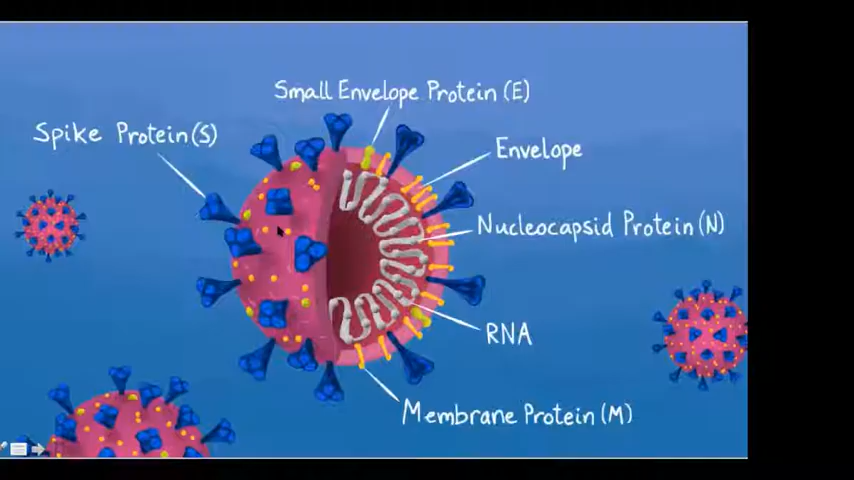 Small Envelope Protein (E)
Spike Protein(S)
Envelope
Nucleocapsid Protein (N)
RNA
Membrane Protein (M)